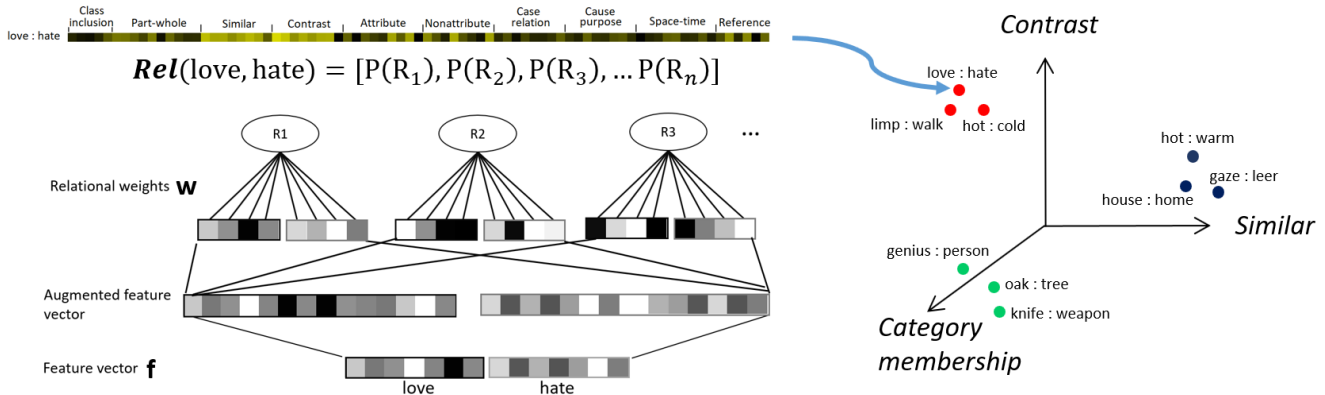 Class inclusion
Part-whole
Similar
Contrast
Attribute
Nonattribute
Case relation
Cause purpose
Space-time
Reference
love : hate
Rel(love, hate) = [P(R₁), P(R₂), P(R₃), … P(Rₙ)]
R1
R2
R3
...
Relational weights w
Augmented feature
vector
Feature vector f
love
hate
Contrast
love : hate
limp : walk
hot : cold
hot : warm
gaze : leer
house : home
Similar
genius : person
oak : tree
knife : weapon
Category
membership